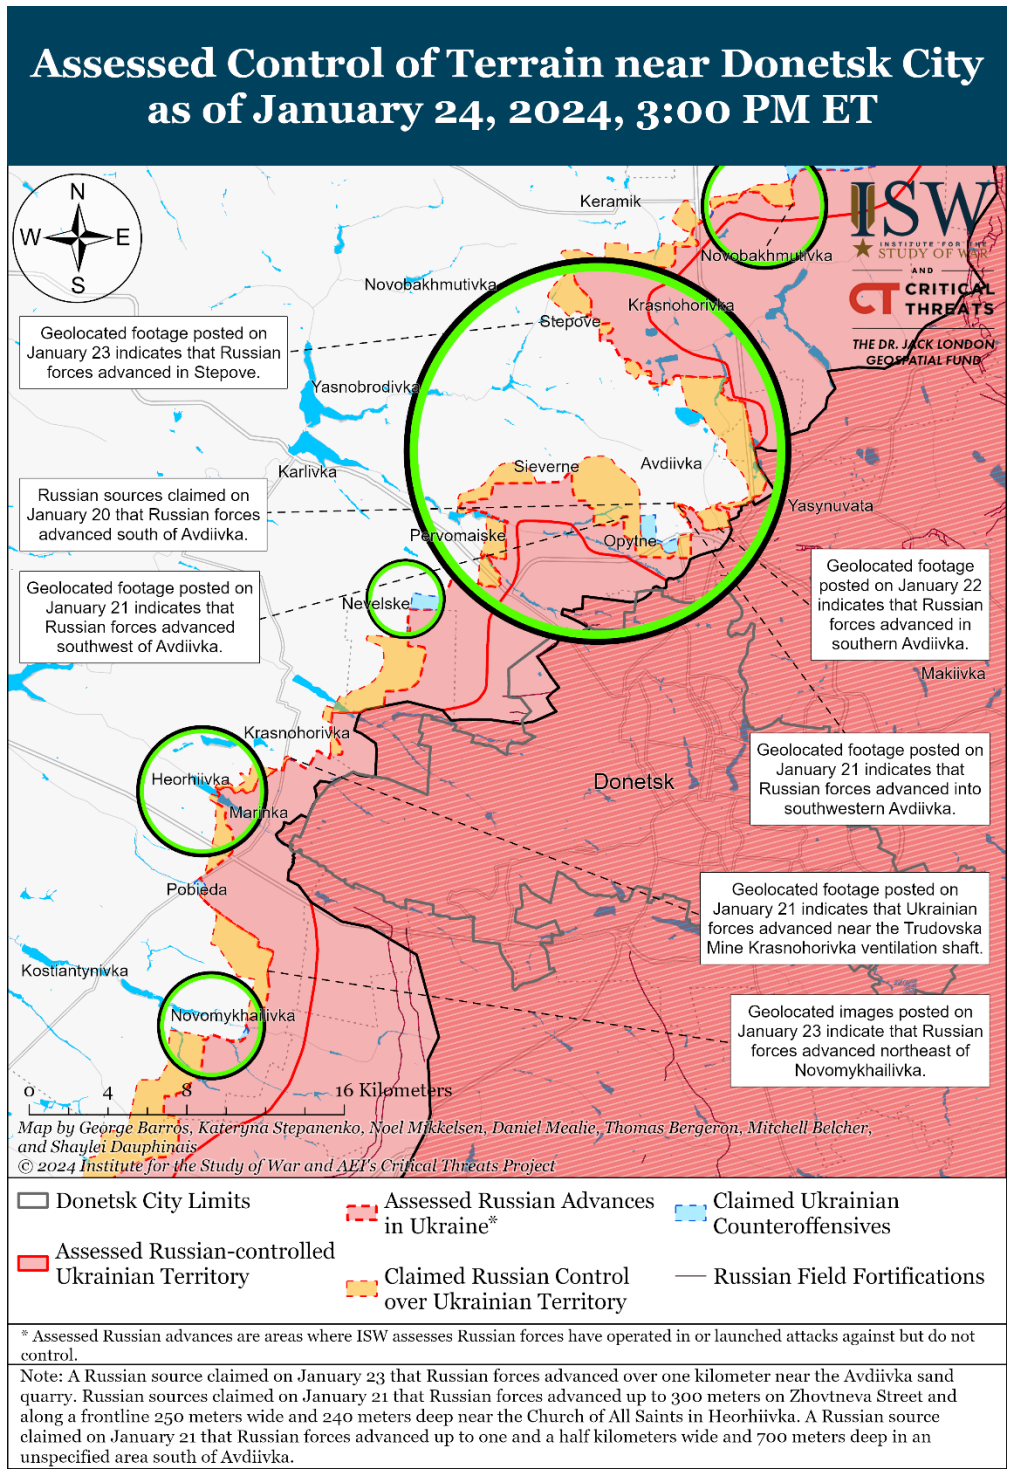 Assessed Control of Terrain near Donetsk City
as of January 24, 2024, 3:00 PM ET
N
W
E
S
Keramik
Novobakhmutivka
ISW
INSTITUTE FOR THE
STUDY OF WAR
AND
CT CRITICAL
THREATS
THE DR. JACK LONDON
GEOSPATIAL FUND
Novobakhmutivka
Krasnohorivka
Stepove
Geolocated footage posted on
January 23 indicates that Russian
forces advanced in Stepove.
Yasnobrodivka
Karlivka
Sieverne
Avdiivka
Russian sources claimed on
January 20 that Russian forces
advanced south of Avdiivka.
Yasynuvata
Pervomaiske
Opytne
Geolocated footage
posted on January 22
indicates that Russian
forces advanced in
southern Avdiivka.
Geolocated footage posted on
January 21 indicates that
Russian forces advanced
southwest of Avdiivka.
Nevelske
Makiivka
Krasnohorivka
Geolocated footage posted on
January 21 indicates that
Russian forces advanced into
southwestern Avdiivka.
Heorhiivka
Donetsk
Marinka
Pobieda
Geolocated footage posted on
January 21 indicates that Ukrainian
forces advanced near the Trudovska
Mine Krasnohorivka ventilation shaft.
Kostiantynivka
Novomykhailivka
Geolocated images posted on
January 23 indicate that Russian
forces advanced northeast of
Novomykhailivka.
0 4 8 16 Kilometers
Map by George Barros, Kateryna Stepanenko, Noel Mikkelsen, Daniel Mealie, Thomas Bergeron, Mitchell Belcher,
and Shaylei Dauphinais
© 2024 Institute for the Study of War and AEI's Critical Threats Project
Donetsk City Limits
Assessed Russian-controlled
Ukrainian Territory
Assessed Russian Advances
in Ukraine*
Claimed Russian Control
over Ukrainian Territory
Claimed Ukrainian
Counteroffensives
Russian Field Fortifications
* Assessed Russian advances are areas where ISW assesses Russian forces have operated in or launched attacks against but do not
control.
Note: A Russian source claimed on January 23 that Russian forces advanced over one kilometer near the Avdiivka sand
quarry. Russian sources claimed on January 21 that Russian forces advanced up to 300 meters on Zhovtneva Street and
along a frontline 250 meters wide and 240 meters deep near the Church of All Saints in Heorhiivka. A Russian source
claimed on January 21 that Russian forces advanced up to one and a half kilometers wide and 700 meters deep in an
unspecified area south of Avdiivka.